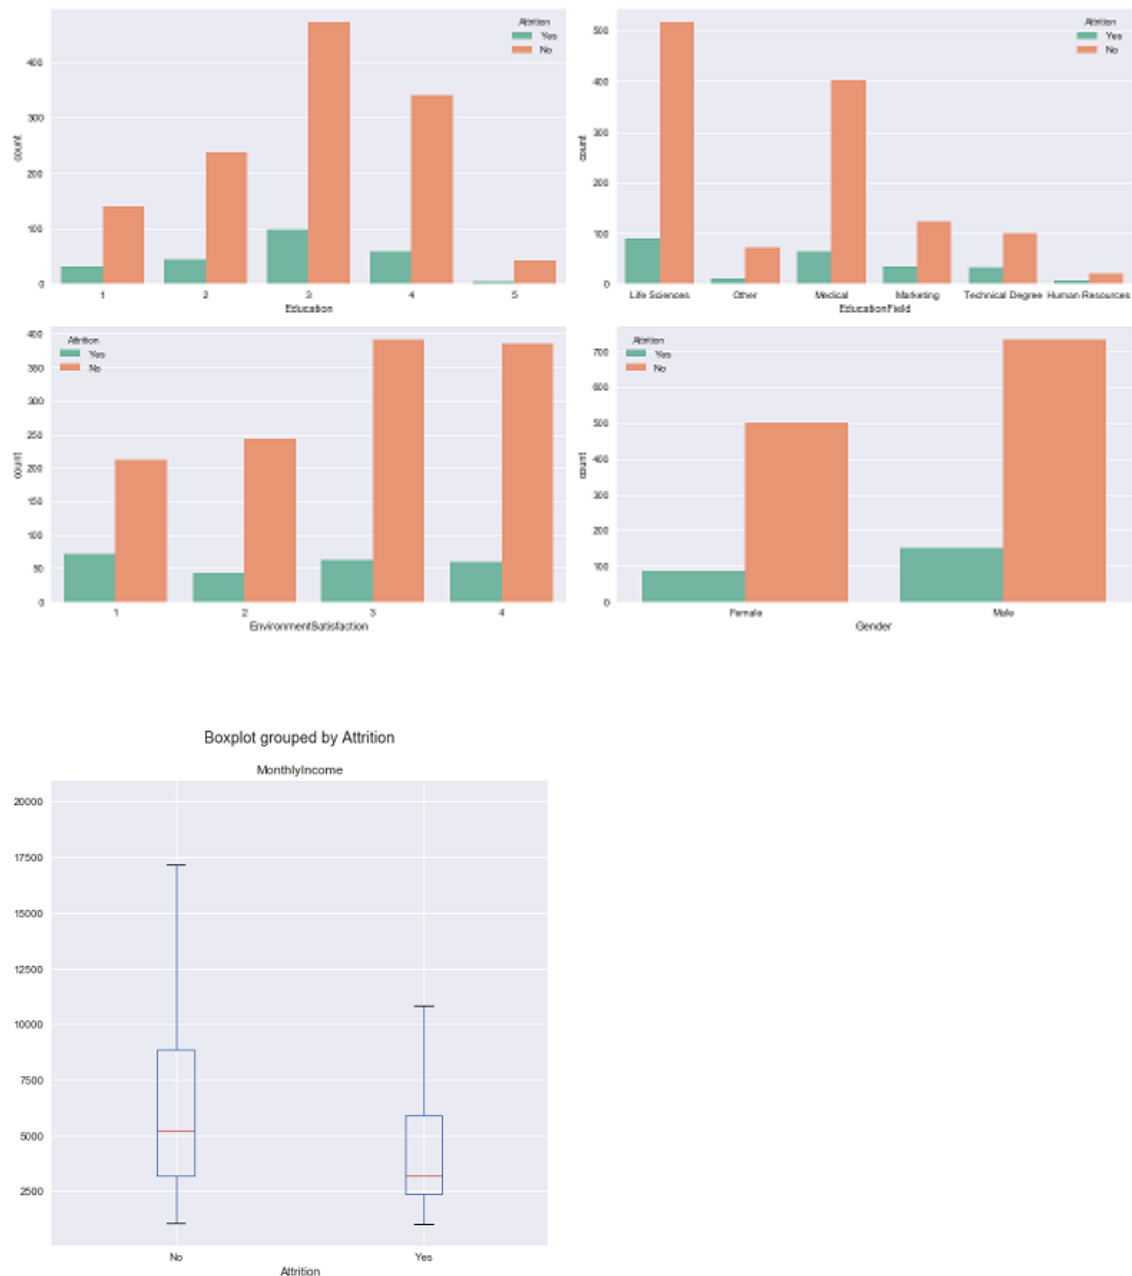 Attrition
Yes
No
400
300
200
100
0
count
1 2 3 4 5
Education
Attrition
Yes
No
500
400
300
200
100
0
count
Life Sciences Other Medical Marketing Technical Degree Human Resources
EducationField
Attrition
Yes
No
400
350
300
250
200
150
100
50
0
count
1 2 3 4
EnvironmentSatisfaction
Attrition
Yes
No
700
600
500
400
300
200
100
0
count
Female Male
Gender
Boxplot grouped by Attrition
MonthlyIncome
20000
17500
15000
12500
10000
7500
5000
2500
No Yes
Attrition